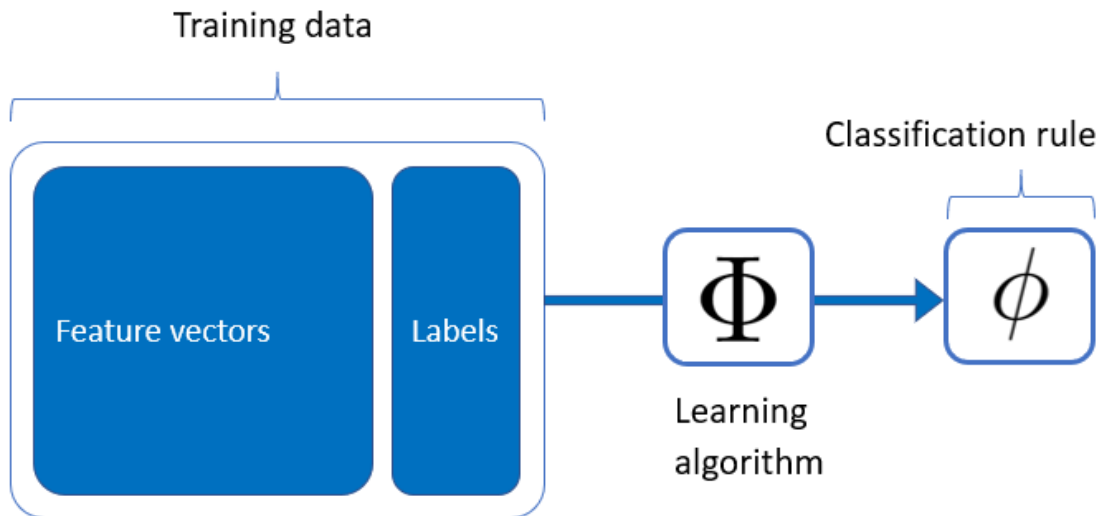 Training data
Classification rule
Feature vectors
Labels
Φ
ϕ
Learning
algorithm